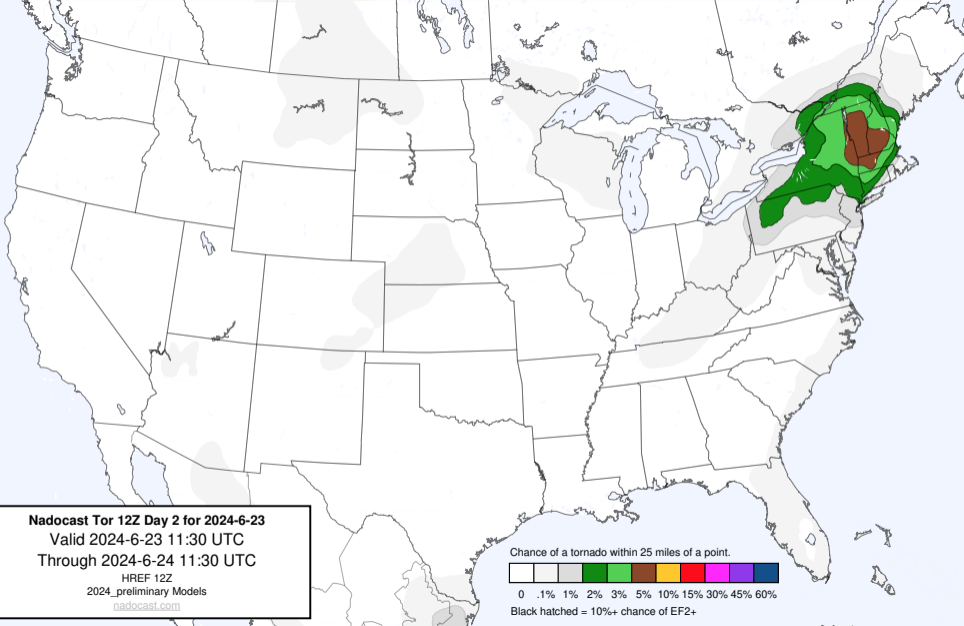 Nadocast Tor 12Z Day 2 for 2024-6-23
Valid 2024-6-23 11:30 UTC
Through 2024-6-24 11:30 UTC
HREF 12Z
2024_preliminary Models
nadocast.com
Chance of a tornado within 25 miles of a point.
0 .1% 1% 2% 3% 5% 10% 15% 30% 45% 60%
Black hatched = 10%+ chance of EF2+